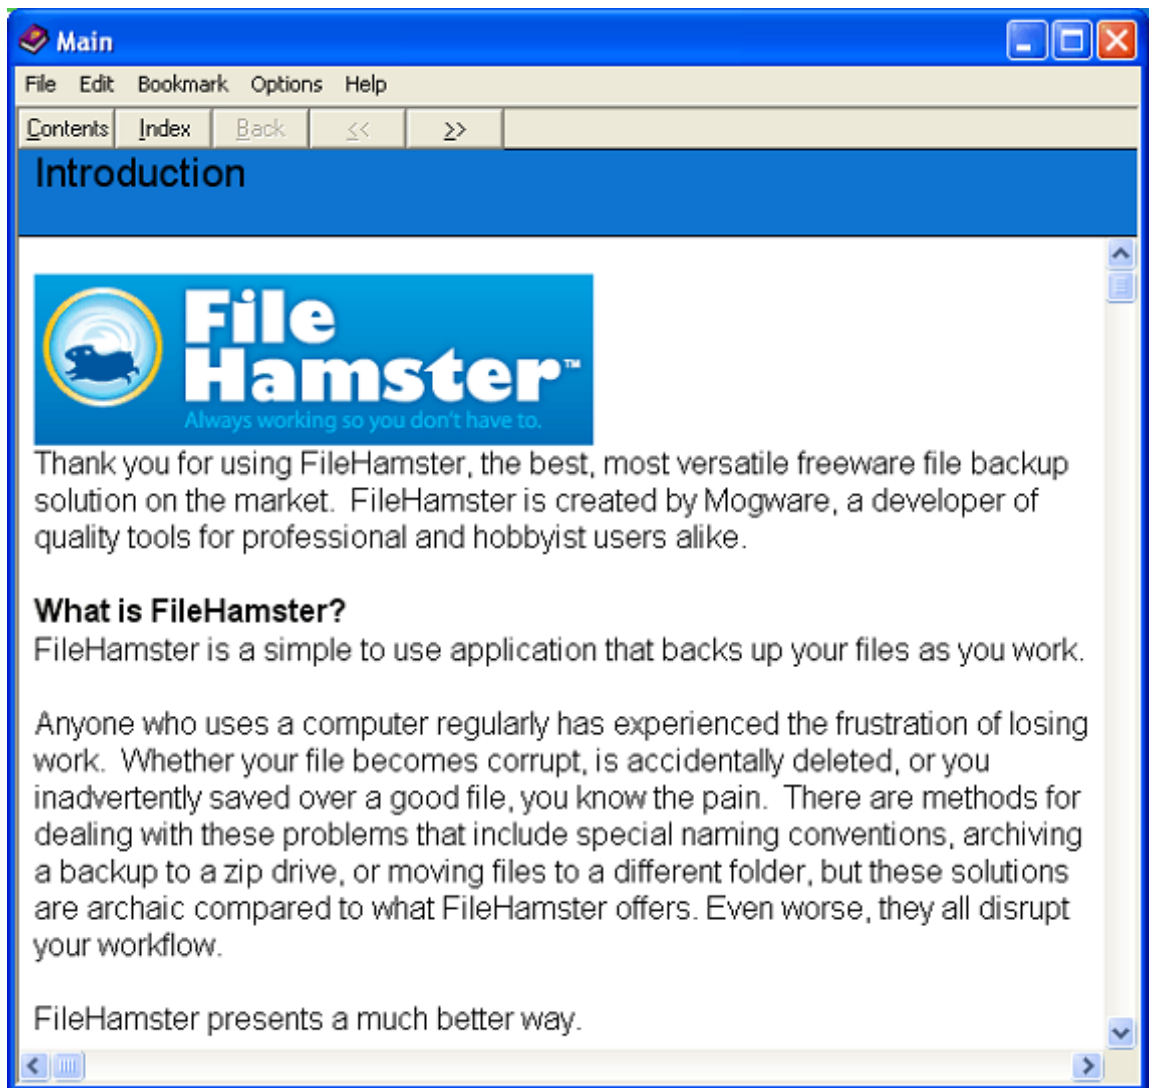 Main
File Edit Bookmark Options Help
Contents Index Back << >>
Introduction
File
Hamster™
Always working so you don't have to.
Thank you for using FileHamster, the best, most versatile freeware file backup
solution on the market.  FileHamster is created by Mogware, a developer of
quality tools for professional and hobbyist users alike.
What is FileHamster?
FileHamster is a simple to use application that backs up your files as you work.
Anyone who uses a computer regularly has experienced the frustration of losing
work.  Whether your file becomes corrupt, is accidentally deleted, or you
inadvertently saved over a good file, you know the pain.  There are methods for
dealing with these problems that include special naming conventions, archiving
a backup to a zip drive, or moving files to a different folder, but these solutions
are archaic compared to what FileHamster offers. Even worse, they all disrupt
your workflow.
FileHamster presents a much better way.